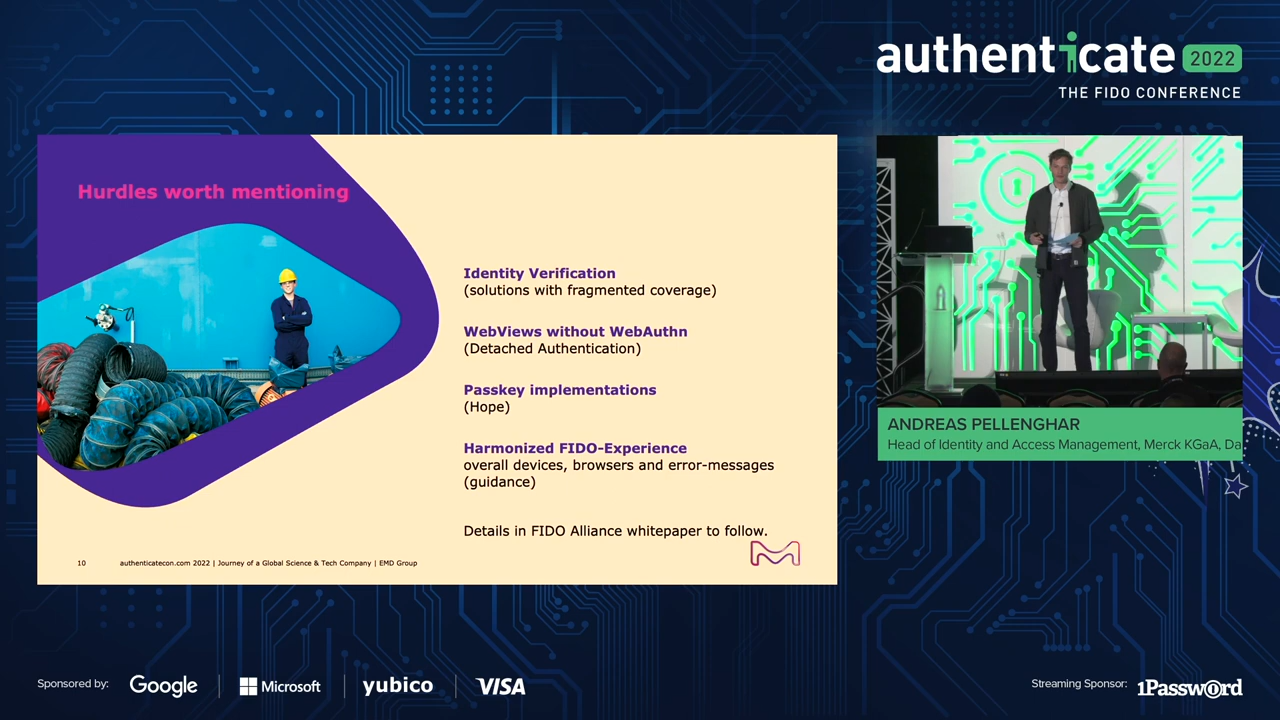 authenticate 2022
THE FIDO CONFERENCE
Hurdles worth mentioning
Identity Verification
(solutions with fragmented coverage)
WebViews without WebAuthn
(Detached Authentication)
Passkey implementations
(Hope)
Harmonized FIDO-Experience
overall devices, browsers and error-messages
(guidance)
Details in FIDO Alliance whitepaper to follow.
10 authenticatecon.com 2022 | Journey of a Global Science & Tech Company | EMD Group
ANDREAS PELLENGHAR
Head of Identity and Access Management, Merck KGaA, Da
Sponsored by: Google Microsoft yubico VISA
Streaming Sponsor: 1Password